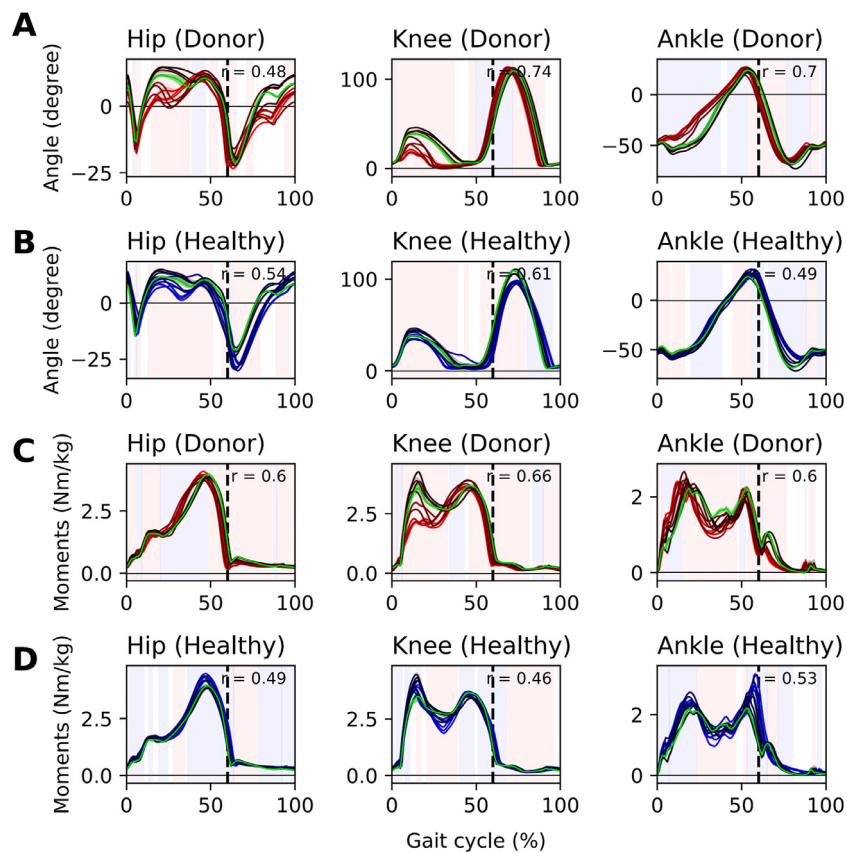 A
Hip (Donor) Knee (Donor) Ankle (Donor)
Angle (degree)
0
−25
r = 0.48
100
0
r = 0.74
0
−50
r = 0.7
0 50 100 0 50 100 0 50 100
B
Hip (Healthy) Knee (Healthy) Ankle (Healthy)
Angle (degree)
0
−25
r = 0.54
100
0
r = 0.61
0
−50
= 0.49
0 50 100 0 50 100 0 50 100
C
Hip (Donor) Knee (Donor) Ankle (Donor)
Moments (Nm/kg)
2.5
0.0
r = 0.6
2.5
0.0
r = 0.66
2
0
r = 0.6
0 50 100 0 50 100 0 50 100
D
Hip (Healthy) Knee (Healthy) Ankle (Healthy)
Moments (Nm/kg)
2.5
0.0
r = 0.49
2.5
0.0
r = 0.46
2
0
= 0.53
0 50 100 0 50 100 0 50 100
Gait cycle (%)